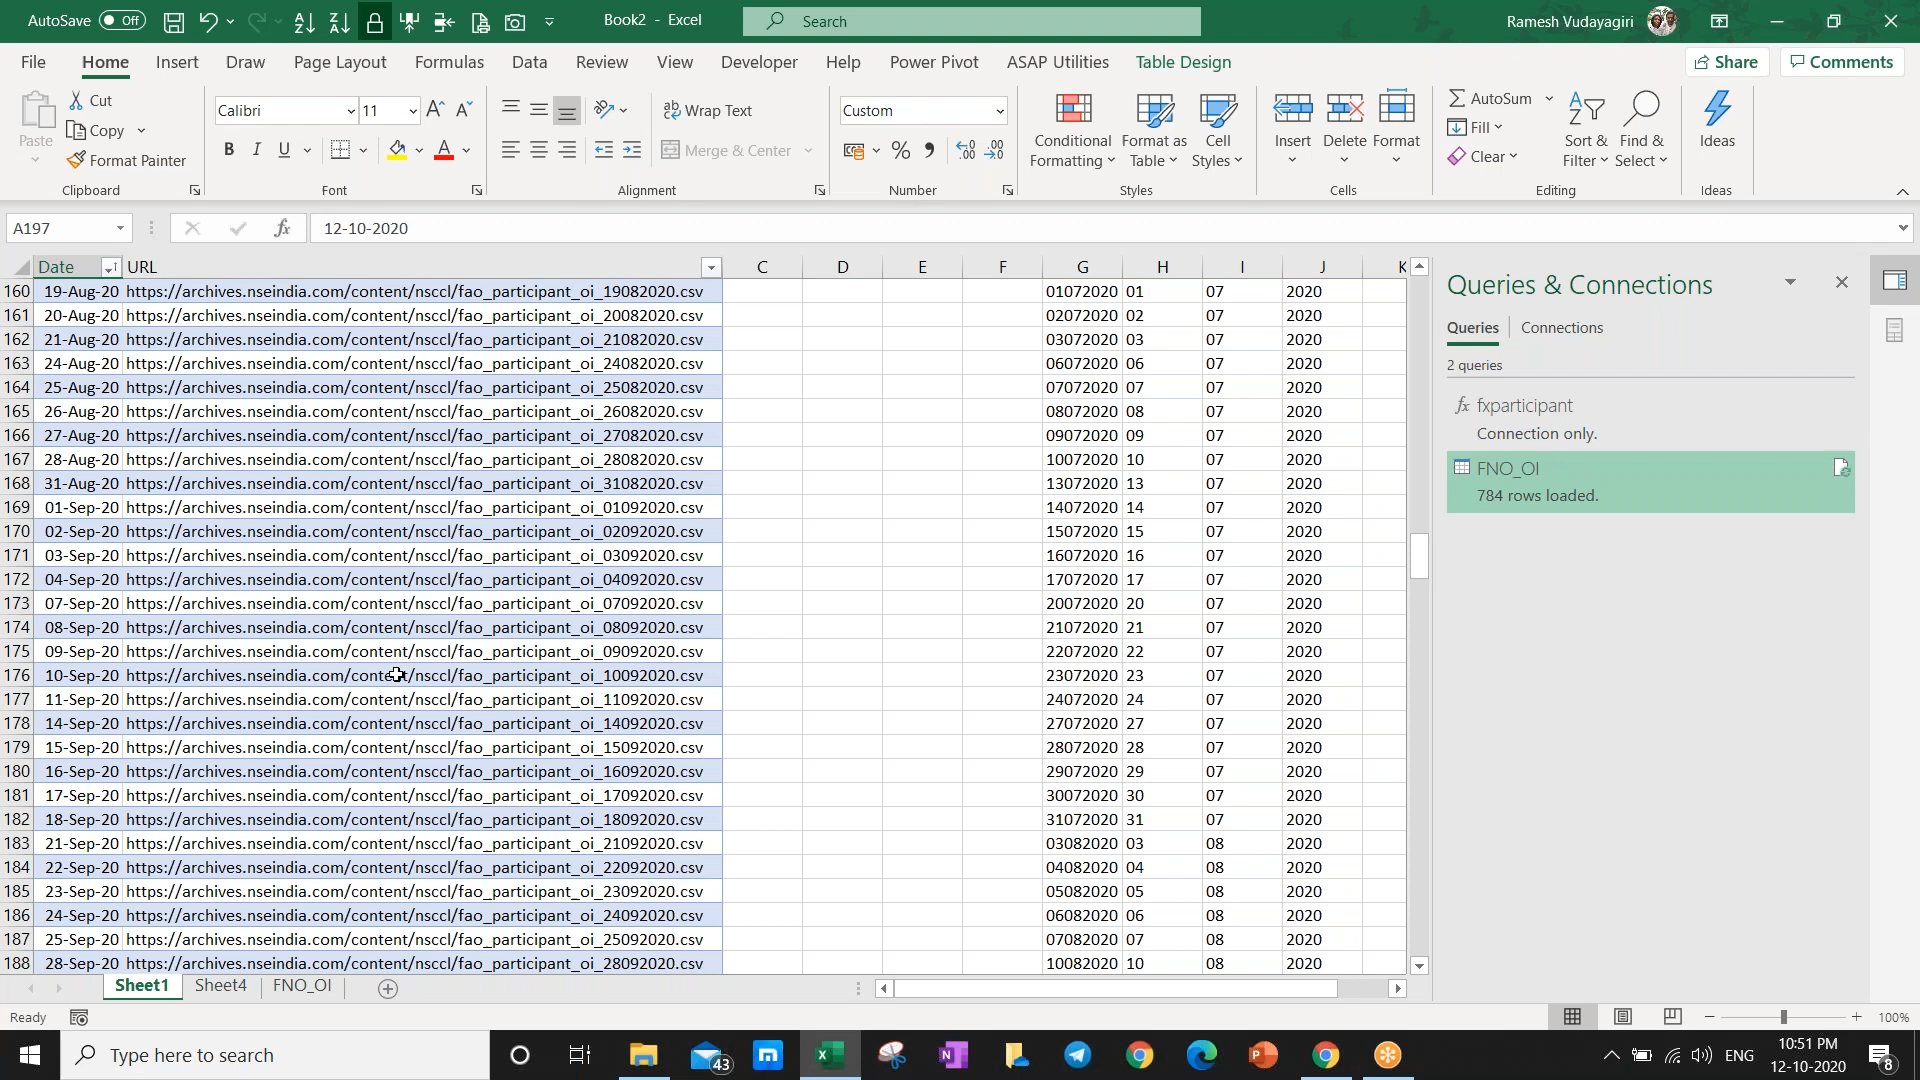 AutoSave Off Book2 - Excel Search Ramesh Vudayagiri
File Home Insert Draw Page Layout Formulas Data Review View Developer Help Power Pivot ASAP Utilities Table Design Share Comments
Paste Cut Copy Format Painter Clipboard
Calibri 11 B I U A Font
Wrap Text Merge & Center Alignment
Custom % Number
Conditional Formatting Format as Table Cell Styles Styles
Insert Delete Format Cells
AutoSum Fill Clear Sort & Filter Find & Select Editing
Ideas Ideas
A197 fx 12-10-2020
Date URL C D E F G H I J K
160 19-Aug-20 https://archives.nseindia.com/content/nsccl/fao_participant_oi_19082020.csv 01072020 01 07 2020
161 20-Aug-20 https://archives.nseindia.com/content/nsccl/fao_participant_oi_20082020.csv 02072020 02 07 2020
162 21-Aug-20 https://archives.nseindia.com/content/nsccl/fao_participant_oi_21082020.csv 03072020 03 07 2020
163 24-Aug-20 https://archives.nseindia.com/content/nsccl/fao_participant_oi_24082020.csv 06072020 06 07 2020
164 25-Aug-20 https://archives.nseindia.com/content/nsccl/fao_participant_oi_25082020.csv 07072020 07 07 2020
165 26-Aug-20 https://archives.nseindia.com/content/nsccl/fao_participant_oi_26082020.csv 08072020 08 07 2020
166 27-Aug-20 https://archives.nseindia.com/content/nsccl/fao_participant_oi_27082020.csv 09072020 09 07 2020
167 28-Aug-20 https://archives.nseindia.com/content/nsccl/fao_participant_oi_28082020.csv 10072020 10 07 2020
168 31-Aug-20 https://archives.nseindia.com/content/nsccl/fao_participant_oi_31082020.csv 13072020 13 07 2020
169 01-Sep-20 https://archives.nseindia.com/content/nsccl/fao_participant_oi_01092020.csv 14072020 14 07 2020
170 02-Sep-20 https://archives.nseindia.com/content/nsccl/fao_participant_oi_02092020.csv 15072020 15 07 2020
171 03-Sep-20 https://archives.nseindia.com/content/nsccl/fao_participant_oi_03092020.csv 16072020 16 07 2020
172 04-Sep-20 https://archives.nseindia.com/content/nsccl/fao_participant_oi_04092020.csv 17072020 17 07 2020
173 07-Sep-20 https://archives.nseindia.com/content/nsccl/fao_participant_oi_07092020.csv 20072020 20 07 2020
174 08-Sep-20 https://archives.nseindia.com/content/nsccl/fao_participant_oi_08092020.csv 21072020 21 07 2020
175 09-Sep-20 https://archives.nseindia.com/content/nsccl/fao_participant_oi_09092020.csv 22072020 22 07 2020
176 10-Sep-20 https://archives.nseindia.com/content/nsccl/fao_participant_oi_10092020.csv 23072020 23 07 2020
177 11-Sep-20 https://archives.nseindia.com/content/nsccl/fao_participant_oi_11092020.csv 24072020 24 07 2020
178 14-Sep-20 https://archives.nseindia.com/content/nsccl/fao_participant_oi_14092020.csv 27072020 27 07 2020
179 15-Sep-20 https://archives.nseindia.com/content/nsccl/fao_participant_oi_15092020.csv 28072020 28 07 2020
180 16-Sep-20 https://archives.nseindia.com/content/nsccl/fao_participant_oi_16092020.csv 29072020 29 07 2020
181 17-Sep-20 https://archives.nseindia.com/content/nsccl/fao_participant_oi_17092020.csv 30072020 30 07 2020
182 18-Sep-20 https://archives.nseindia.com/content/nsccl/fao_participant_oi_18092020.csv 31072020 31 07 2020
183 21-Sep-20 https://archives.nseindia.com/content/nsccl/fao_participant_oi_21092020.csv 03082020 03 08 2020
184 22-Sep-20 https://archives.nseindia.com/content/nsccl/fao_participant_oi_22092020.csv 04082020 04 08 2020
185 23-Sep-20 https://archives.nseindia.com/content/nsccl/fao_participant_oi_23092020.csv 05082020 05 08 2020
186 24-Sep-20 https://archives.nseindia.com/content/nsccl/fao_participant_oi_24092020.csv 06082020 06 08 2020
187 25-Sep-20 https://archives.nseindia.com/content/nsccl/fao_participant_oi_25092020.csv 07082020 07 08 2020
188 28-Sep-20 https://archives.nseindia.com/content/nsccl/fao_participant_oi_28092020.csv 10082020 10 08 2020
Queries & Connections
Queries Connections
2 queries
fx fxparticipant
Connection only.
FNO_OI
784 rows loaded.
Sheet1 Sheet4 FNO_OI
Ready 100%
Type here to search 43 ENG 10:51 PM 12-10-2020 8